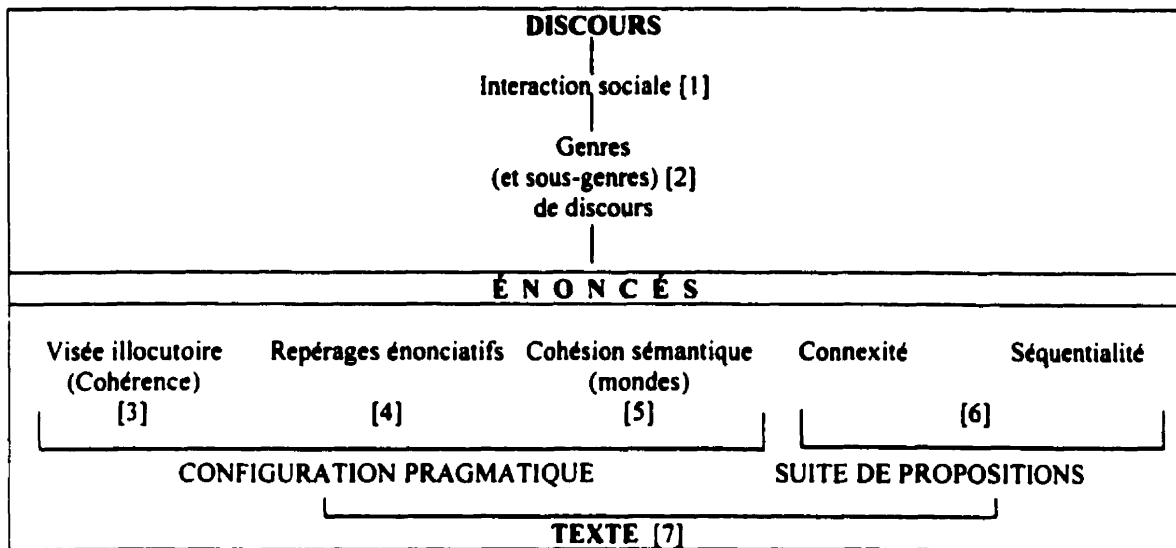 DISCOURS
Interaction sociale [1]
Genres
(et sous-genres) [2]
de discours
ÉNONCÉS
Visée illocutoire Repérages énonciatifs Cohésion sémantique Connexité Séquentialité
(Cohérence) (mondes)
[3] [4] [5] [6]
CONFIGURATION PRAGMATIQUE SUITE DE PROPOSITIONS
TEXTE [7]